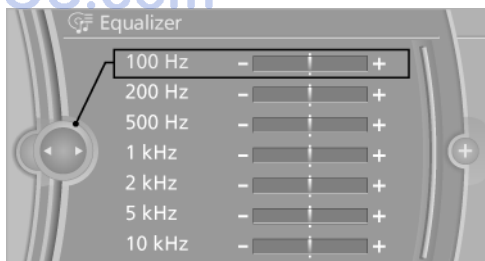 Equalizer
100 Hz - +
200 Hz - +
500 Hz - +
1 kHz - +
2 kHz - +
5 kHz - +
10 kHz - +
+